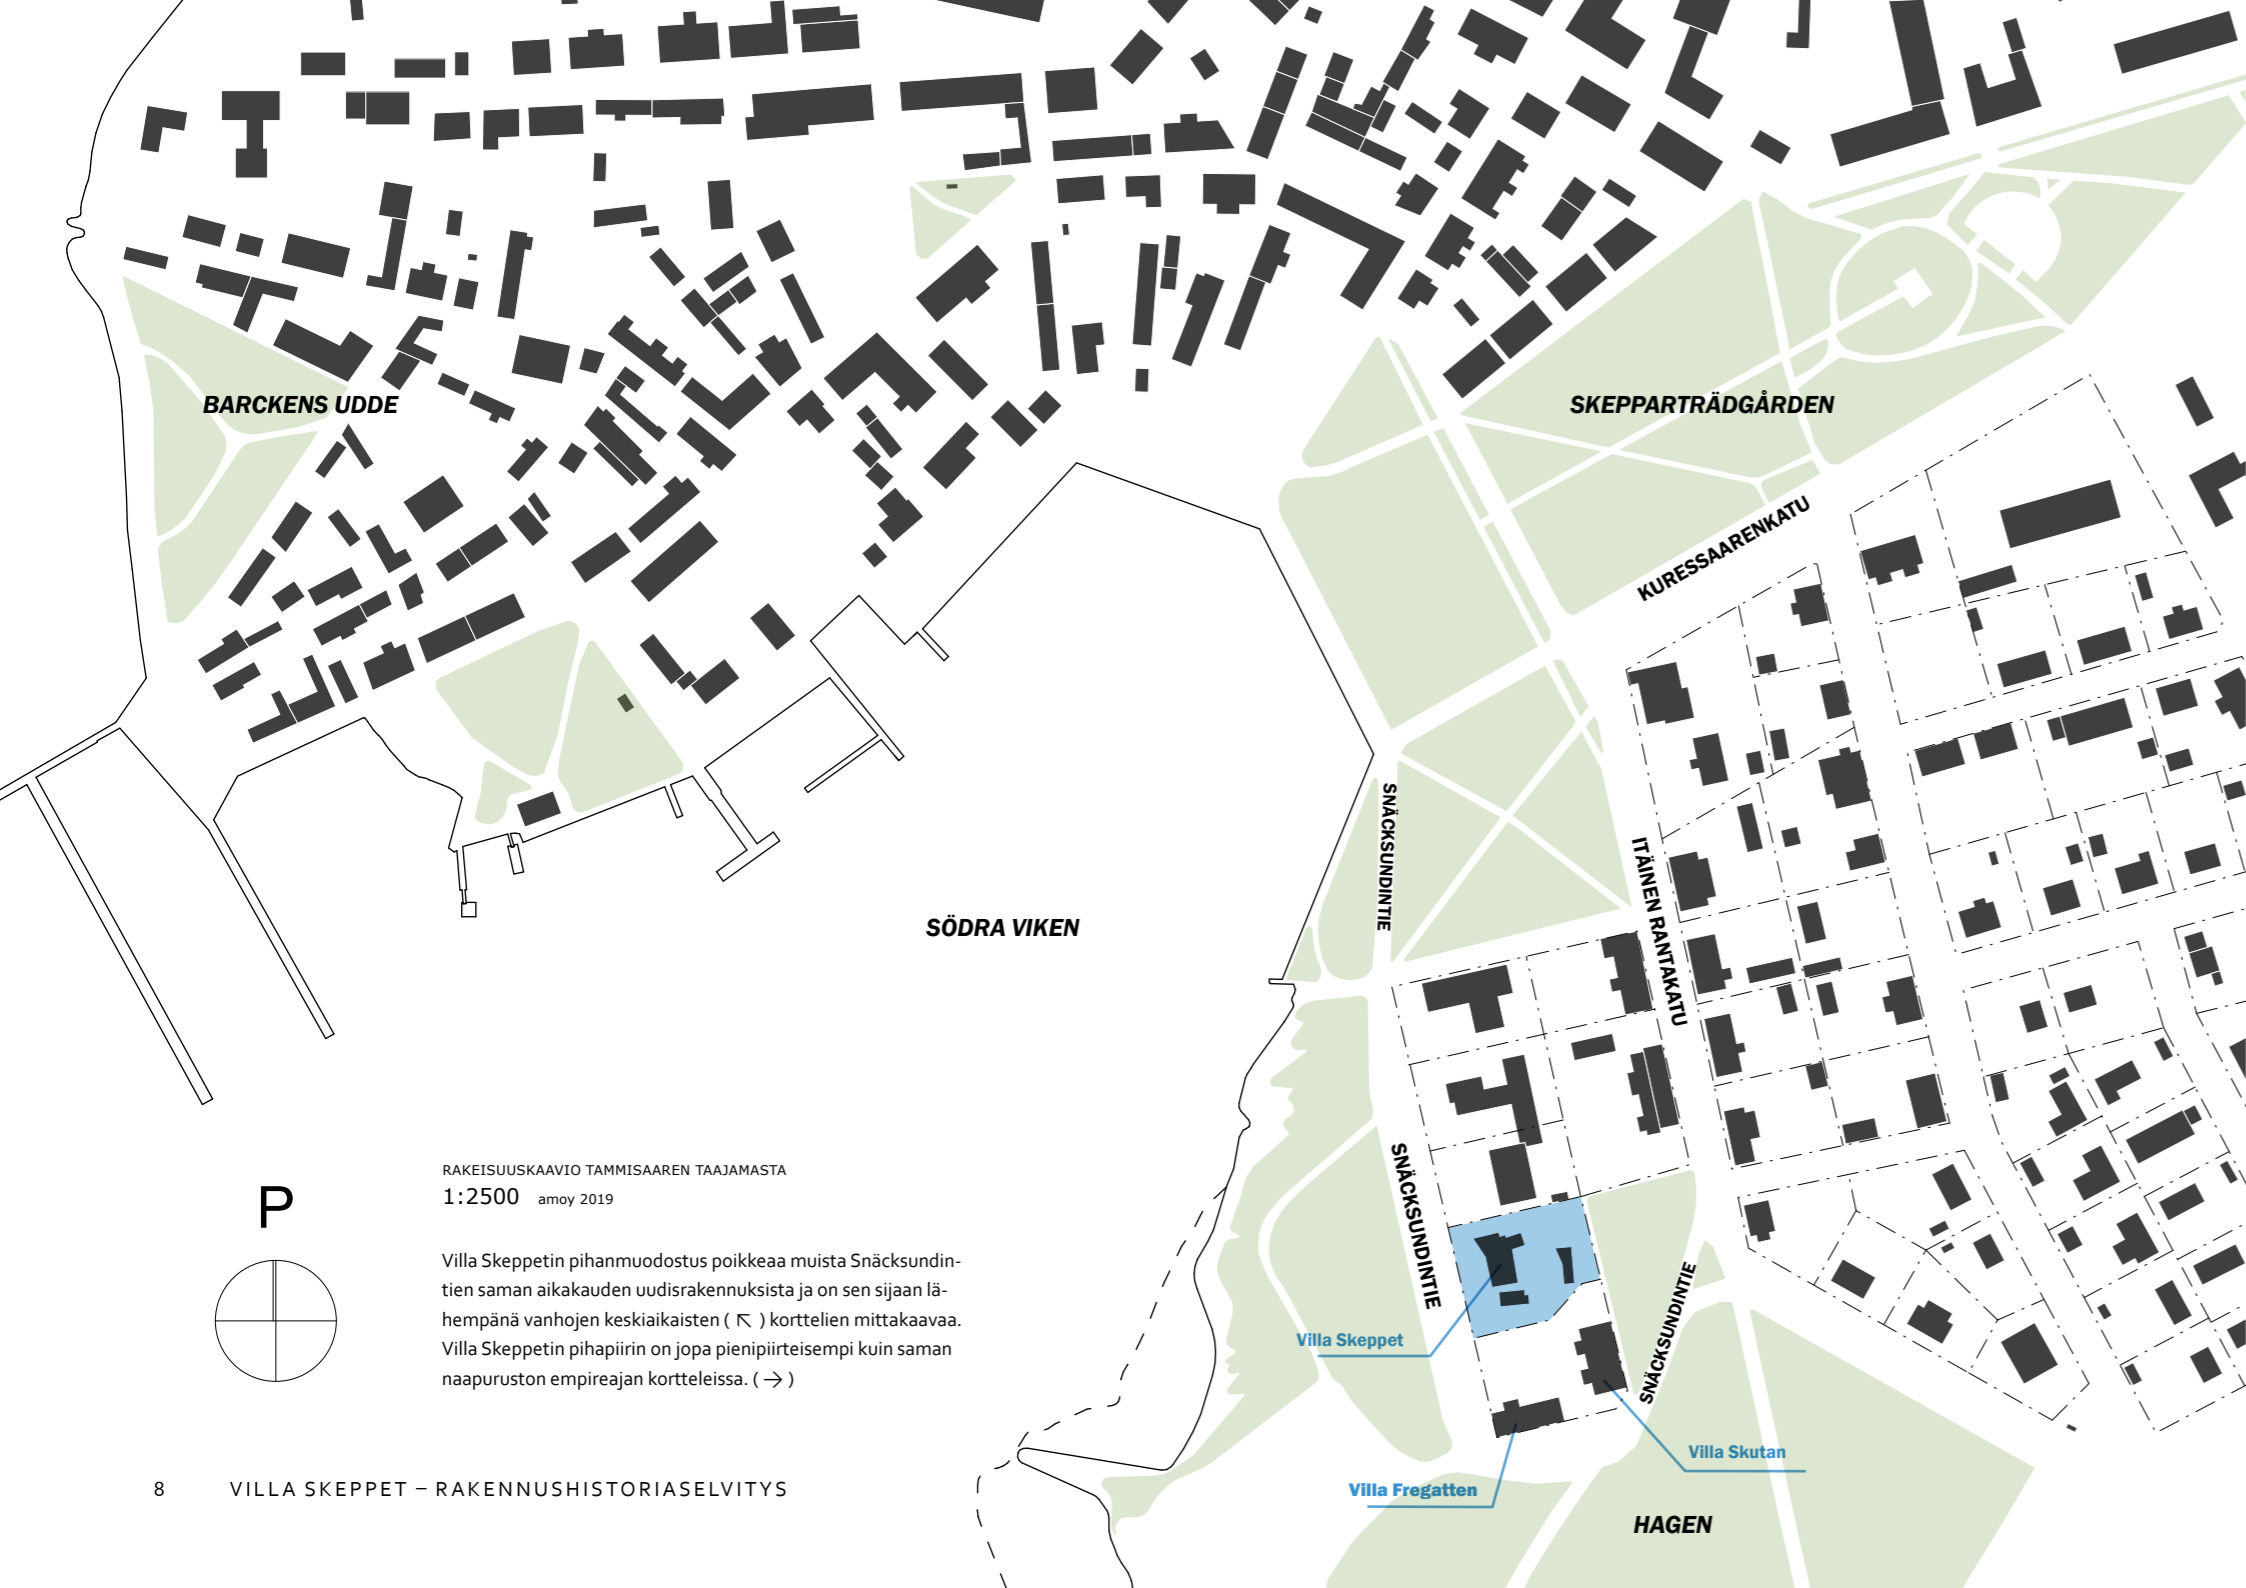 BARCKENS UDDE
SKEPPARTRÄDGÅRDEN
KURESSAARENKATU
SNÄCKSUNDINTIE
ITÄINEN RANTAKATU
SÖDRA VIKEN
SNÄCKSUNDINTIE
SNÄCKSUNDINTIE
Villa Skeppet
Villa Skutan
Villa Fregatten
HAGEN
P
RAKEISUUSKAAVIO TAMMISAAREN TAAJAMASTA
1:2500 amoy 2019
Villa Skeppetin pihanmuodostus poikkeaa muista Snäcksundin-
tien saman aikakauden uudisrakennuksista ja on sen sijaan lä-
hempänä vanhojen keskiaikaisten ( ↖ ) korttelien mittakaavaa.
Villa Skeppetin pihapiirin on jopa pienipiirteisempi kuin saman
naapuruston empireajan kortteleissa. ( → )
8 VILLA SKEPPET – RAKENNUSHISTORIASELVITYS